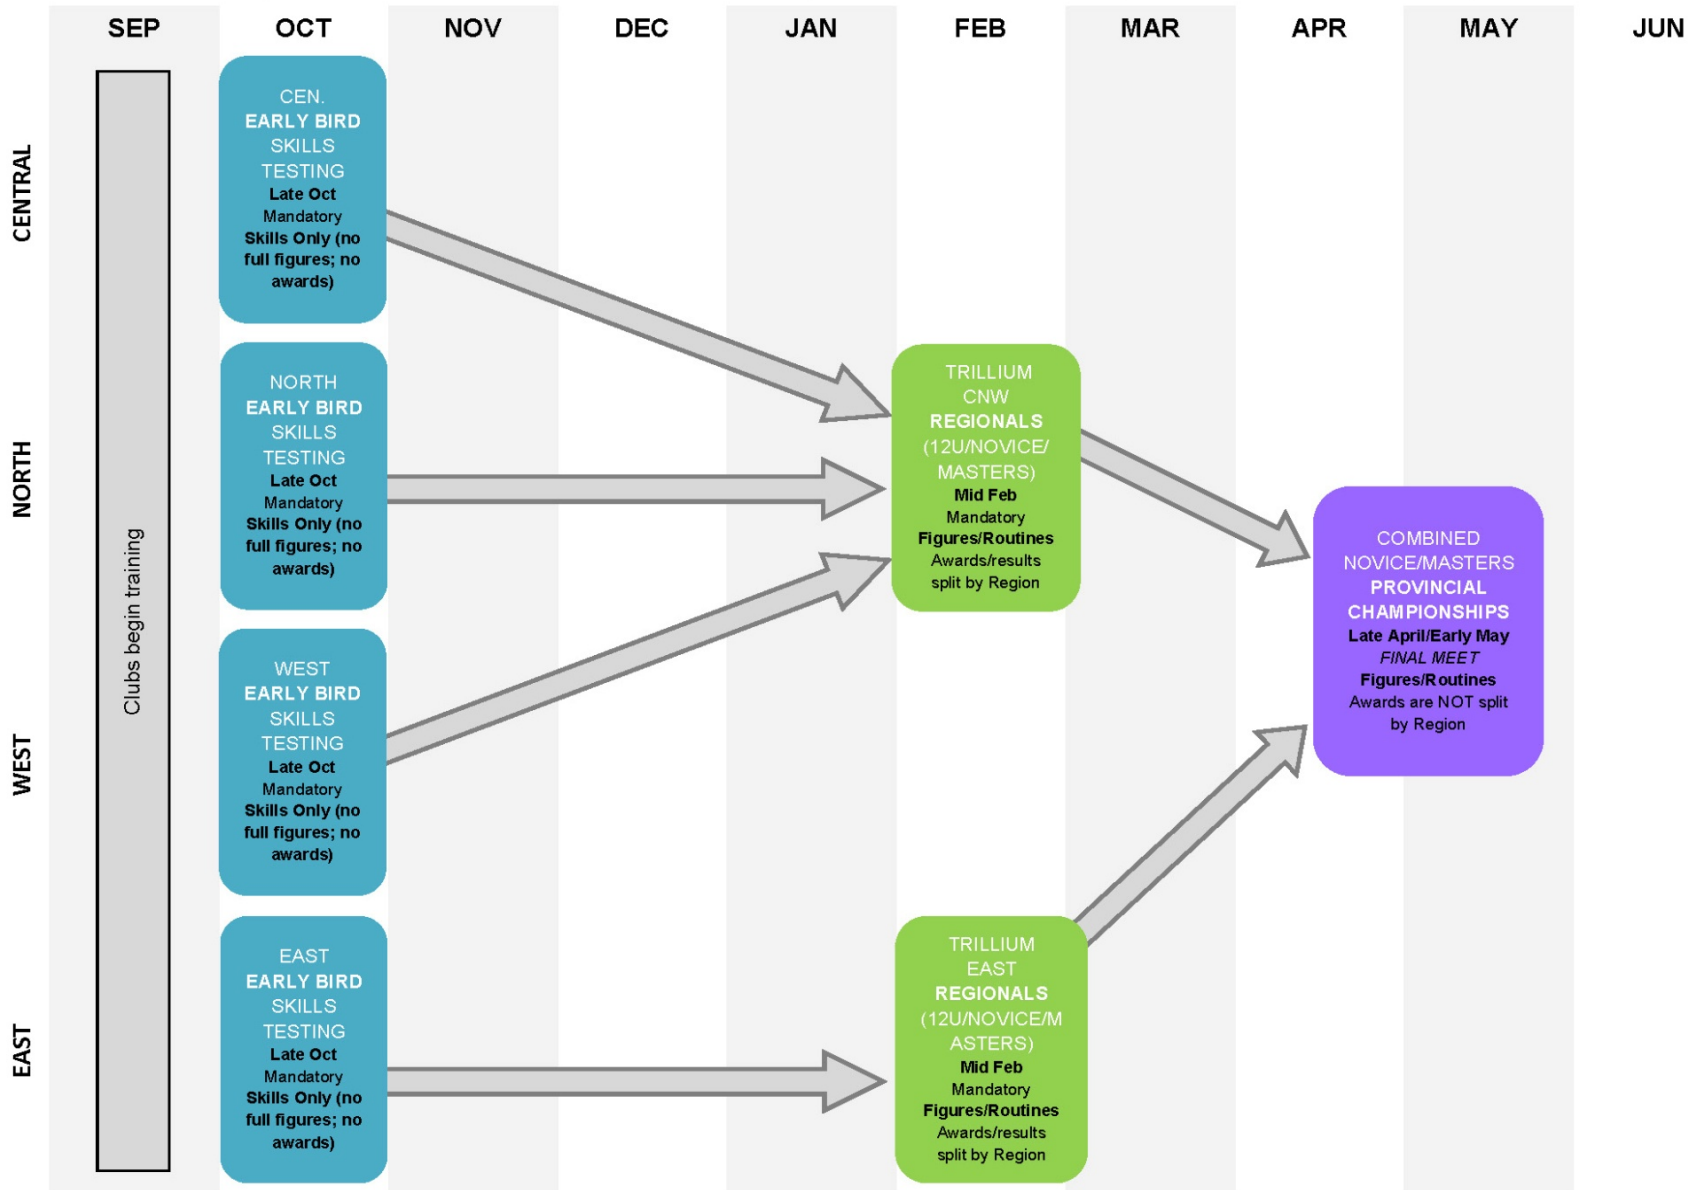 SEP OCT NOV DEC JAN FEB MAR APR MAY JUN
CENTRAL
NORTH
WEST
EAST
Clubs begin training
CEN.
EARLY BIRD
SKILLS
TESTING
Late Oct
Mandatory
Skills Only (no
full figures; no
awards)
NORTH
EARLY BIRD
SKILLS
TESTING
Late Oct
Mandatory
Skills Only (no
full figures; no
awards)
WEST
EARLY BIRD
SKILLS
TESTING
Late Oct
Mandatory
Skills Only (no
full figures; no
awards)
EAST
EARLY BIRD
SKILLS
TESTING
Late Oct
Mandatory
Skills Only (no
full figures; no
awards)
TRILLIUM
CNW
REGIONALS
(12U/NOVICE/
MASTERS)
Mid Feb
Mandatory
Figures/Routines
Awards/results
split by Region
TRILLIUM
EAST
REGIONALS
(12U/NOVICE/M
ASTERS)
Mid Feb
Mandatory
Figures/Routines
Awards/results
split by Region
COMBINED
NOVICE/MASTERS
PROVINCIAL
CHAMPIONSHIPS
Late April/Early May
FINAL MEET
Figures/Routines
Awards are NOT split
by Region